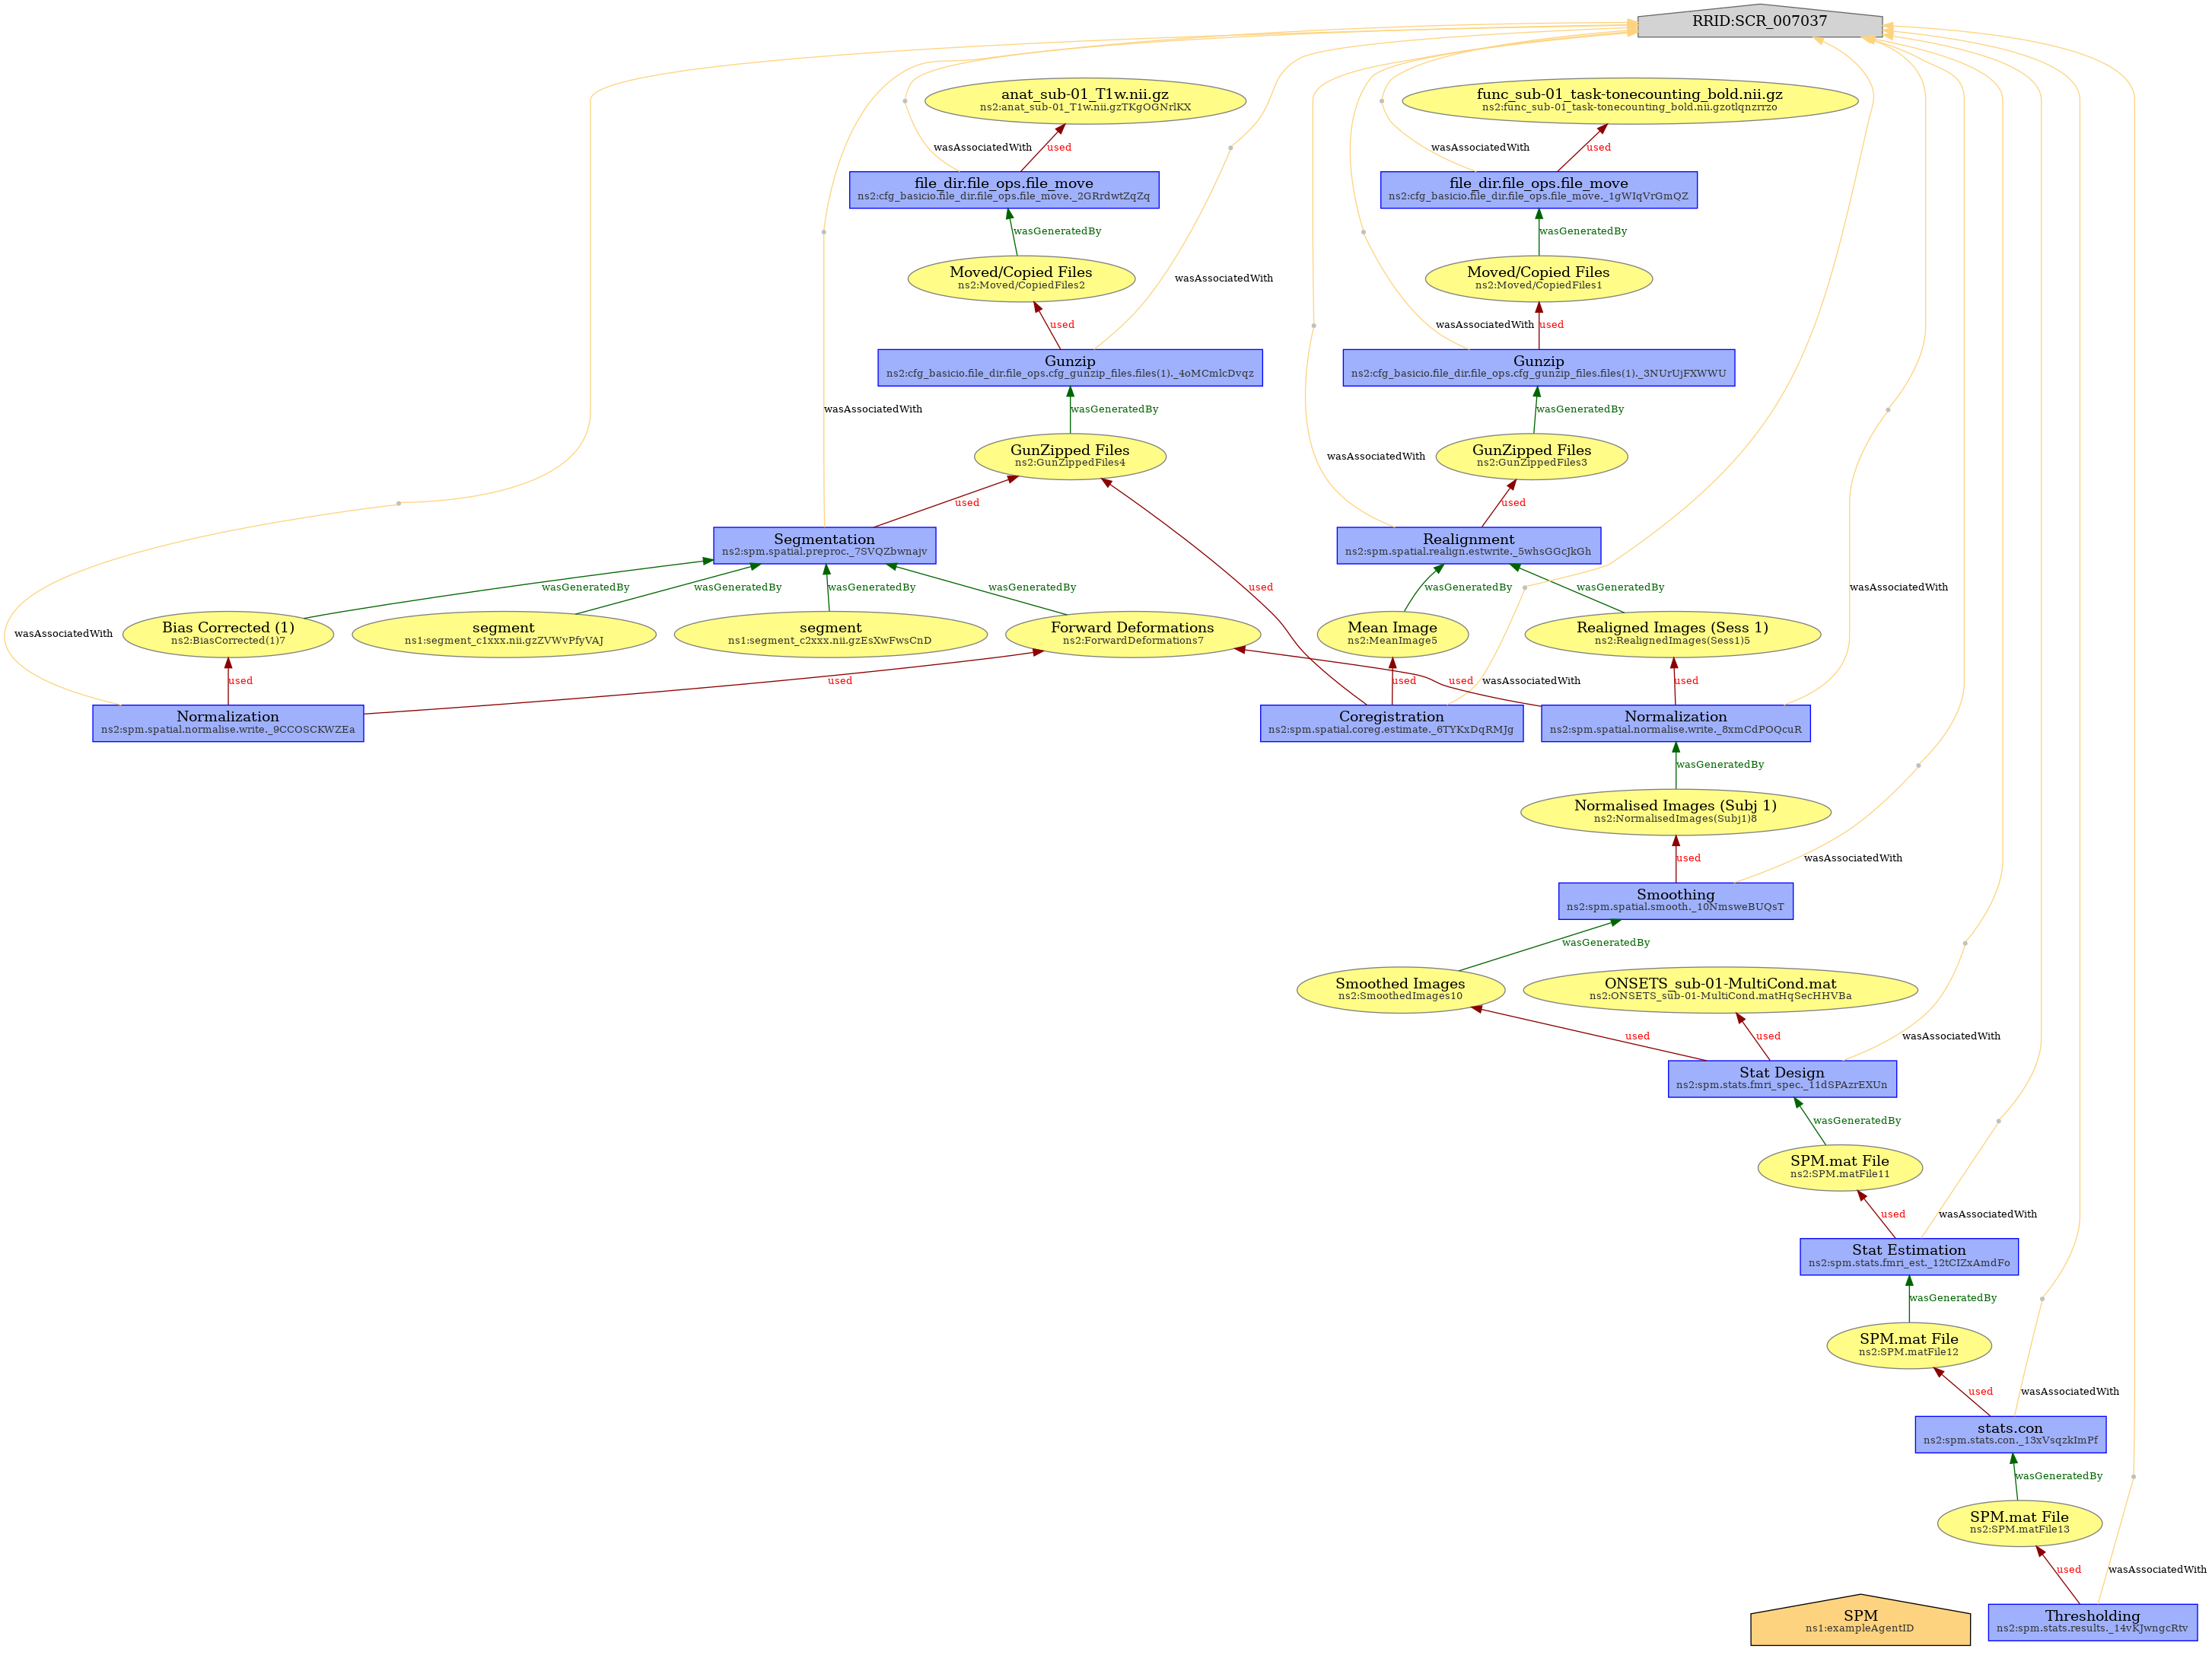 RRID:SCR_007037
anat_sub-01_T1w.nii.gz
ns2:anat_sub-01_T1w.nii.gzTKgOGNrlKX
func_sub-01_task-tonecounting_bold.nii.gz
ns2:func_sub-01_task-tonecounting_bold.nii.gzotlqnzrrzo
wasAssociatedWith
used
wasAssociatedWith
used
file_dir.file_ops.file_move
ns2:cfg_basicio.file_dir.file_ops.file_move._2GRrdwtZqZq
file_dir.file_ops.file_move
ns2:cfg_basicio.file_dir.file_ops.file_move._1gWIqVrGmQZ
wasGeneratedBy
wasGeneratedBy
Moved/Copied Files
ns2:Moved/CopiedFiles2
wasAssociatedWith
Moved/Copied Files
ns2:Moved/CopiedFiles1
used
wasAssociatedWith
used
Gunzip
ns2:cfg_basicio.file_dir.file_ops.cfg_gunzip_files.files(1)._4oMCmlcDvqz
Gunzip
ns2:cfg_basicio.file_dir.file_ops.cfg_gunzip_files.files(1)._3NUrUjFXWWU
wasAssociatedWith
wasGeneratedBy
wasGeneratedBy
GunZipped Files
ns2:GunZippedFiles4
wasAssociatedWith
GunZipped Files
ns2:GunZippedFiles3
used
used
Segmentation
ns2:spm.spatial.preproc._7SVQZbwnajv
Realignment
ns2:spm.spatial.realign.estwrite._5whsGGcJkGh
wasGeneratedBy
wasGeneratedBy
wasGeneratedBy
wasGeneratedBy
used
wasGeneratedBy
wasGeneratedBy
wasAssociatedWith
wasAssociatedWith
Bias Corrected (1)
ns2:BiasCorrected(1)7
segment
ns1:segment_c1xxx.nii.gzZVWvPfyVAJ
segment
ns1:segment_c2xxx.nii.gzEsXwFwsCnD
Forward Deformations
ns2:ForwardDeformations7
Mean Image
ns2:MeanImage5
Realigned Images (Sess 1)
ns2:RealignedImages(Sess1)5
used
used
used
used
wasAssociatedWith
used
Normalization
ns2:spm.spatial.normalise.write._9CCOSCKWZEa
Coregistration
ns2:spm.spatial.coreg.estimate._6TYKxDqRMJg
Normalization
ns2:spm.spatial.normalise.write._8xmCdPOQcuR
wasGeneratedBy
Normalised Images (Subj 1)
ns2:NormalisedImages(Subj1)8
used
wasAssociatedWith
Smoothing
ns2:spm.spatial.smooth._10NmsweBUQsT
wasGeneratedBy
Smoothed Images
ns2:SmoothedImages10
ONSETS_sub-01-MultiCond.mat
ns2:ONSETS_sub-01-MultiCond.matHqSecHHVBa
used
used
wasAssociatedWith
Stat Design
ns2:spm.stats.fmri_spec._11dSPAzrEXUn
wasGeneratedBy
SPM.mat File
ns2:SPM.matFile11
used
wasAssociatedWith
Stat Estimation
ns2:spm.stats.fmri_est._12tCIZxAmdFo
wasGeneratedBy
SPM.mat File
ns2:SPM.matFile12
used
wasAssociatedWith
stats.con
ns2:spm.stats.con._13xVsqzkImPf
wasGeneratedBy
SPM.mat File
ns2:SPM.matFile13
used
wasAssociatedWith
SPM
ns1:exampleAgentID
Thresholding
ns2:spm.stats.results._14vKJwngcRtv